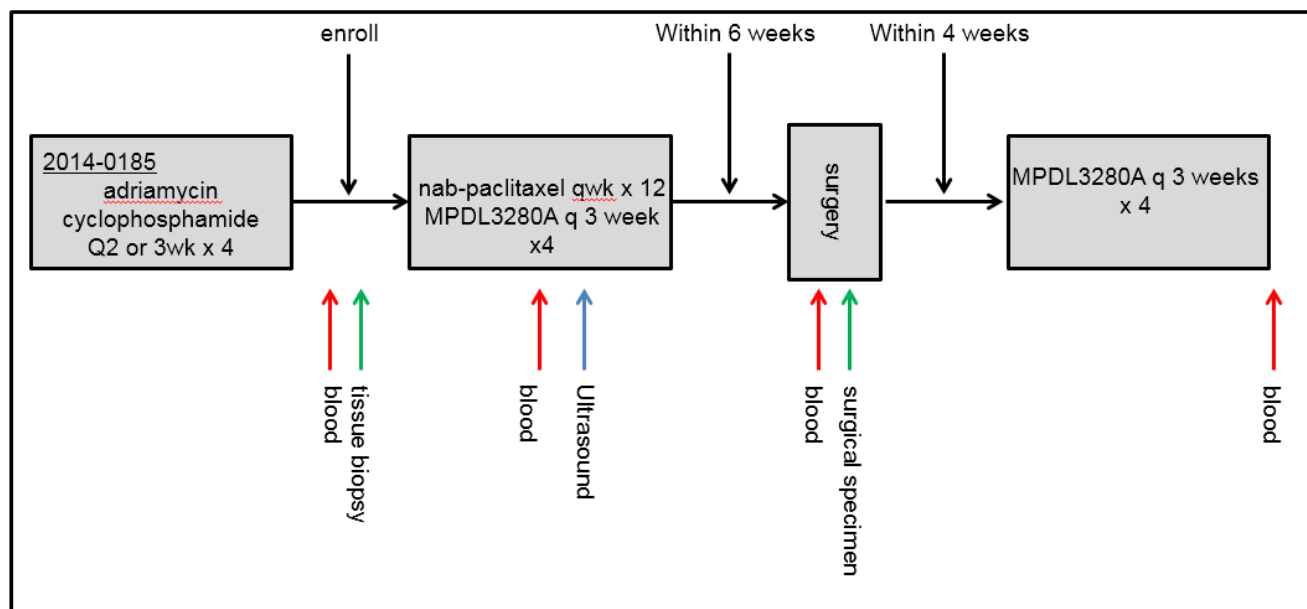 enroll
Within 6 weeks
Within 4 weeks
2014-0185
adriamycin
cyclophosphamide
Q2 or 3wk x 4
nab-paclitaxel qwk x 12
MPDL3280A q 3 week
x4
surgery
MPDL3280A q 3 weeks
x 4
blood
tissue biopsy
blood
Ultrasound
blood
surgical specimen
blood